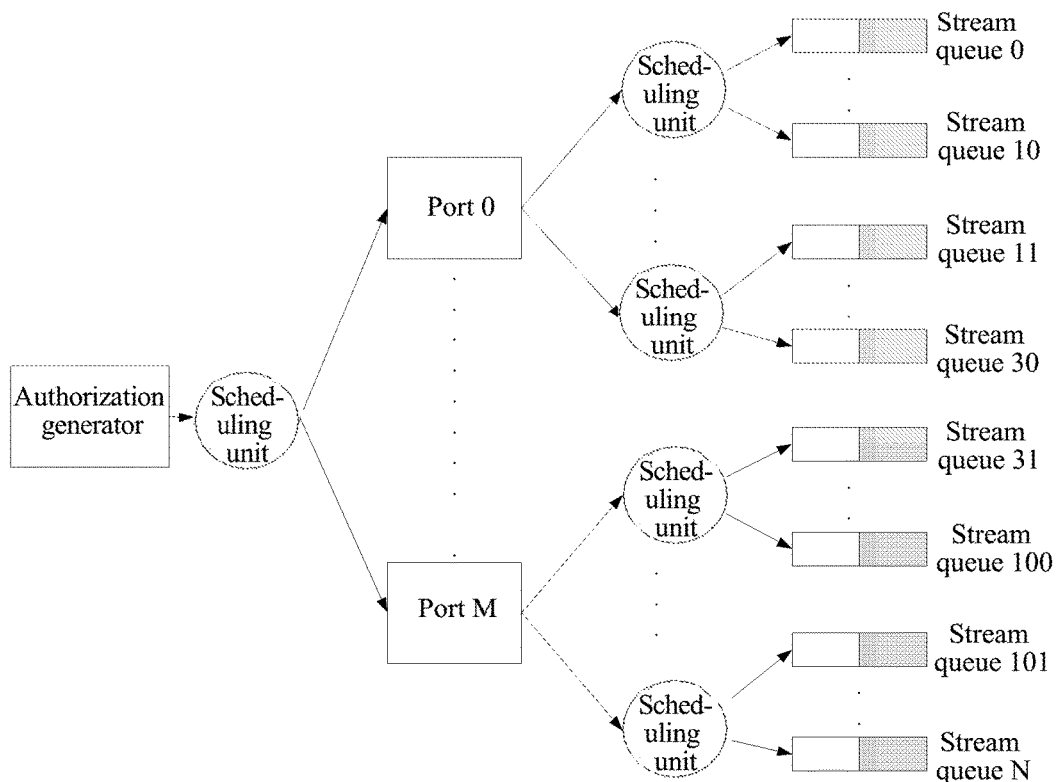 Authorization
generator
Sched-
uling
unit
Port 0
Port M
Sched-
uling
unit
Sched-
uling
unit
Sched-
uling
unit
Sched-
uling
unit
Stream
queue 0
Stream
queue 10
Stream
queue 11
Stream
queue 30
Stream
queue 31
Stream
queue 100
Stream
queue 101
Stream
queue N